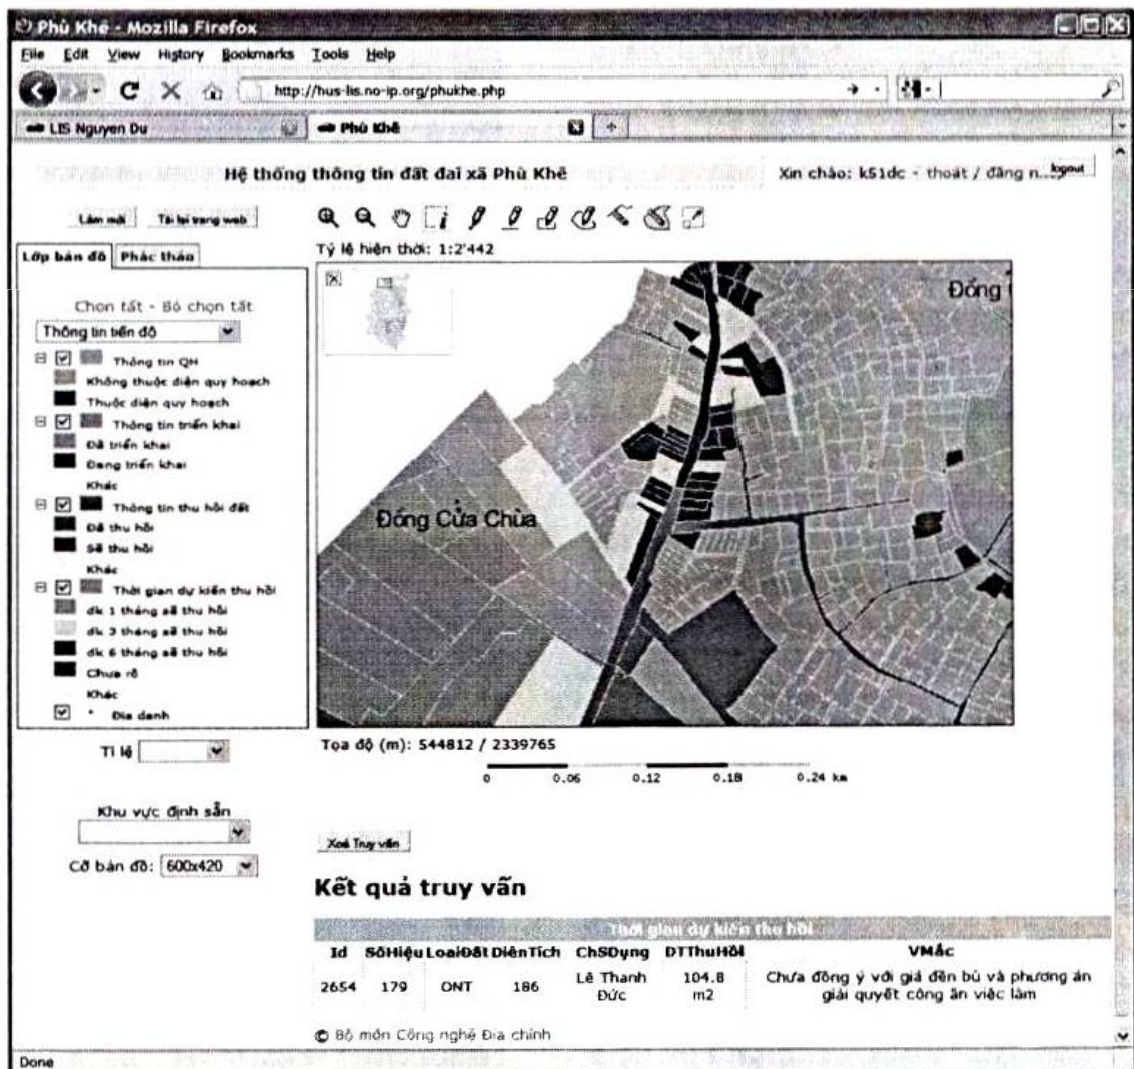 Phù Khê - Mozilla Firefox
File Edit View History Bookmarks Tools Help
http://hus-lis.no-ip.org/phukhe.php
LIS Nguyen Du
Phù Khê
Hệ thống thông tin đất đai xã Phù Khê
Xin chào: k51dc - thoát / đăng n...
logout
Làm mới
Tải lại trang web
Tỷ lệ hiện thời: 1:2'442
Lớp bản đồ
Phác thảo
Chọn tất - Bỏ chọn tất
Thông tin tiến độ
Thông tin QH
Không thuộc diện quy hoạch
Thuộc diện quy hoạch
Thông tin triển khai
Đã triển khai
Đang triển khai
Khác
Thông tin thu hồi đất
Đã thu hồi
Sẽ thu hồi
Khác
Thời gian dự kiến thu hồi
dk 1 tháng sẽ thu hồi
dk 3 tháng sẽ thu hồi
dk 6 tháng sẽ thu hồi
Chưa rõ
Khác
Địa danh
Đồng
Đồng Cửa Chùa
Tọa độ (m): 544812 / 2339765
0 0.06 0.12 0.18 0.24 km
Tỉ lệ
Khu vực định sẵn
Cỡ bản đồ: 600x420
Xoá Truy vấn
Kết quả truy vấn
Thời gian dự kiến thu hồi
Id SốHiệu LoaiĐất DiênTích ChSDụng DTThuHồi VMắc
2654 179 ONT 186 Lê Thanh Đức 104.8 m2 Chưa đồng ý với giá đền bù và phương án giải quyết công ăn việc làm
© Bộ môn Công nghệ Địa chính
Done